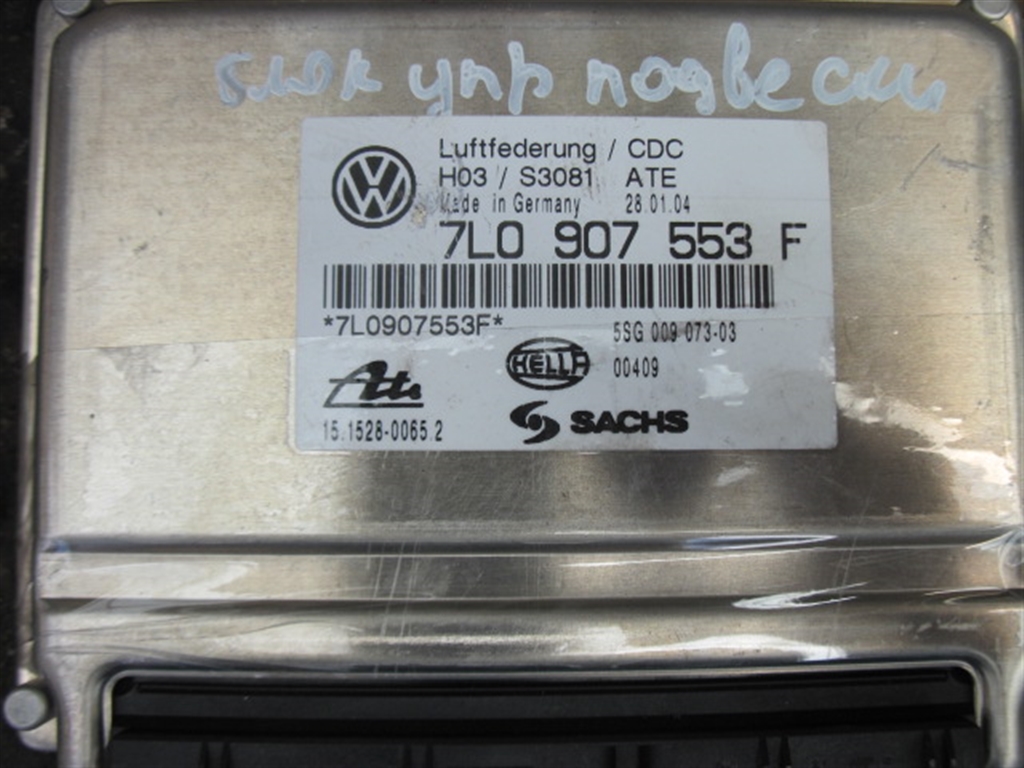 блок упр подвески
Luftfederung / CDC
H03 / S3081 ATE
Made in Germany 28.01.04
7L0 907 553 F
*7L0907553F*
5SG 009 073-03
HELLA
00409
Ate
SACHS
15.1528-0065.2